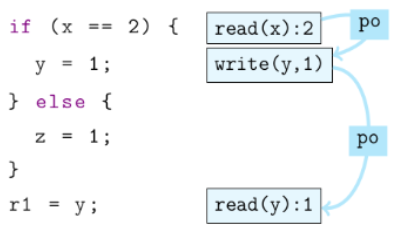 if (x == 2) { read(x):2 po
y = 1; write(y,1)
} else {
z = 1; po
}
r1 = y; read(y):1